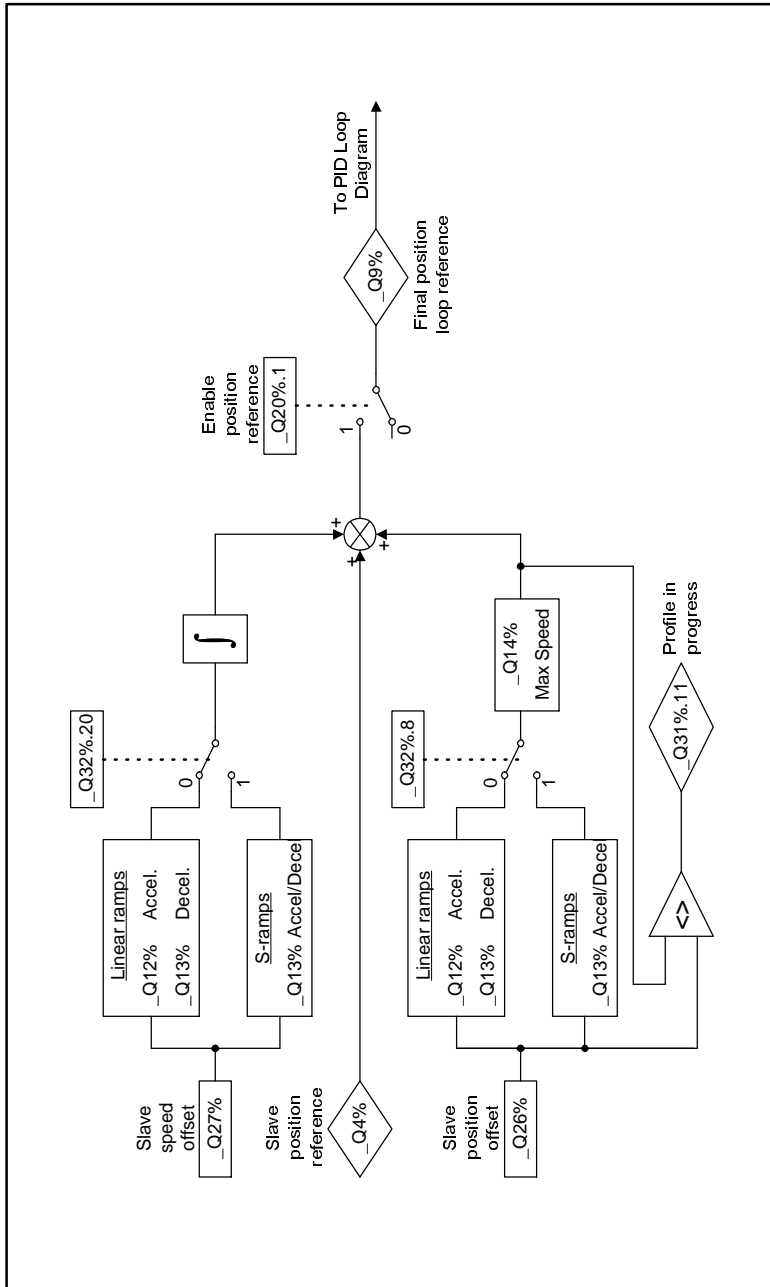 Slave
speed
offset
_Q27%
Linear ramps
_Q12% Accel.
_Q13% Decel.
S-ramps
_Q13% Accel/Decel
_Q32%.20
0
1
∫
Slave
position
reference
_Q4%
+
+
+
Enable
position
reference
_Q20%.1
1
0
_Q9%
Final position
loop reference
To PID Loop
Diagram
Slave
position
offset
_Q26%
Linear ramps
_Q12% Accel.
_Q13% Decel.
S-ramps
_Q13% Accel/Decel
_Q32%.8
0
1
_Q14%
Max Speed
<>
_Q31%.11
Profile in
progress